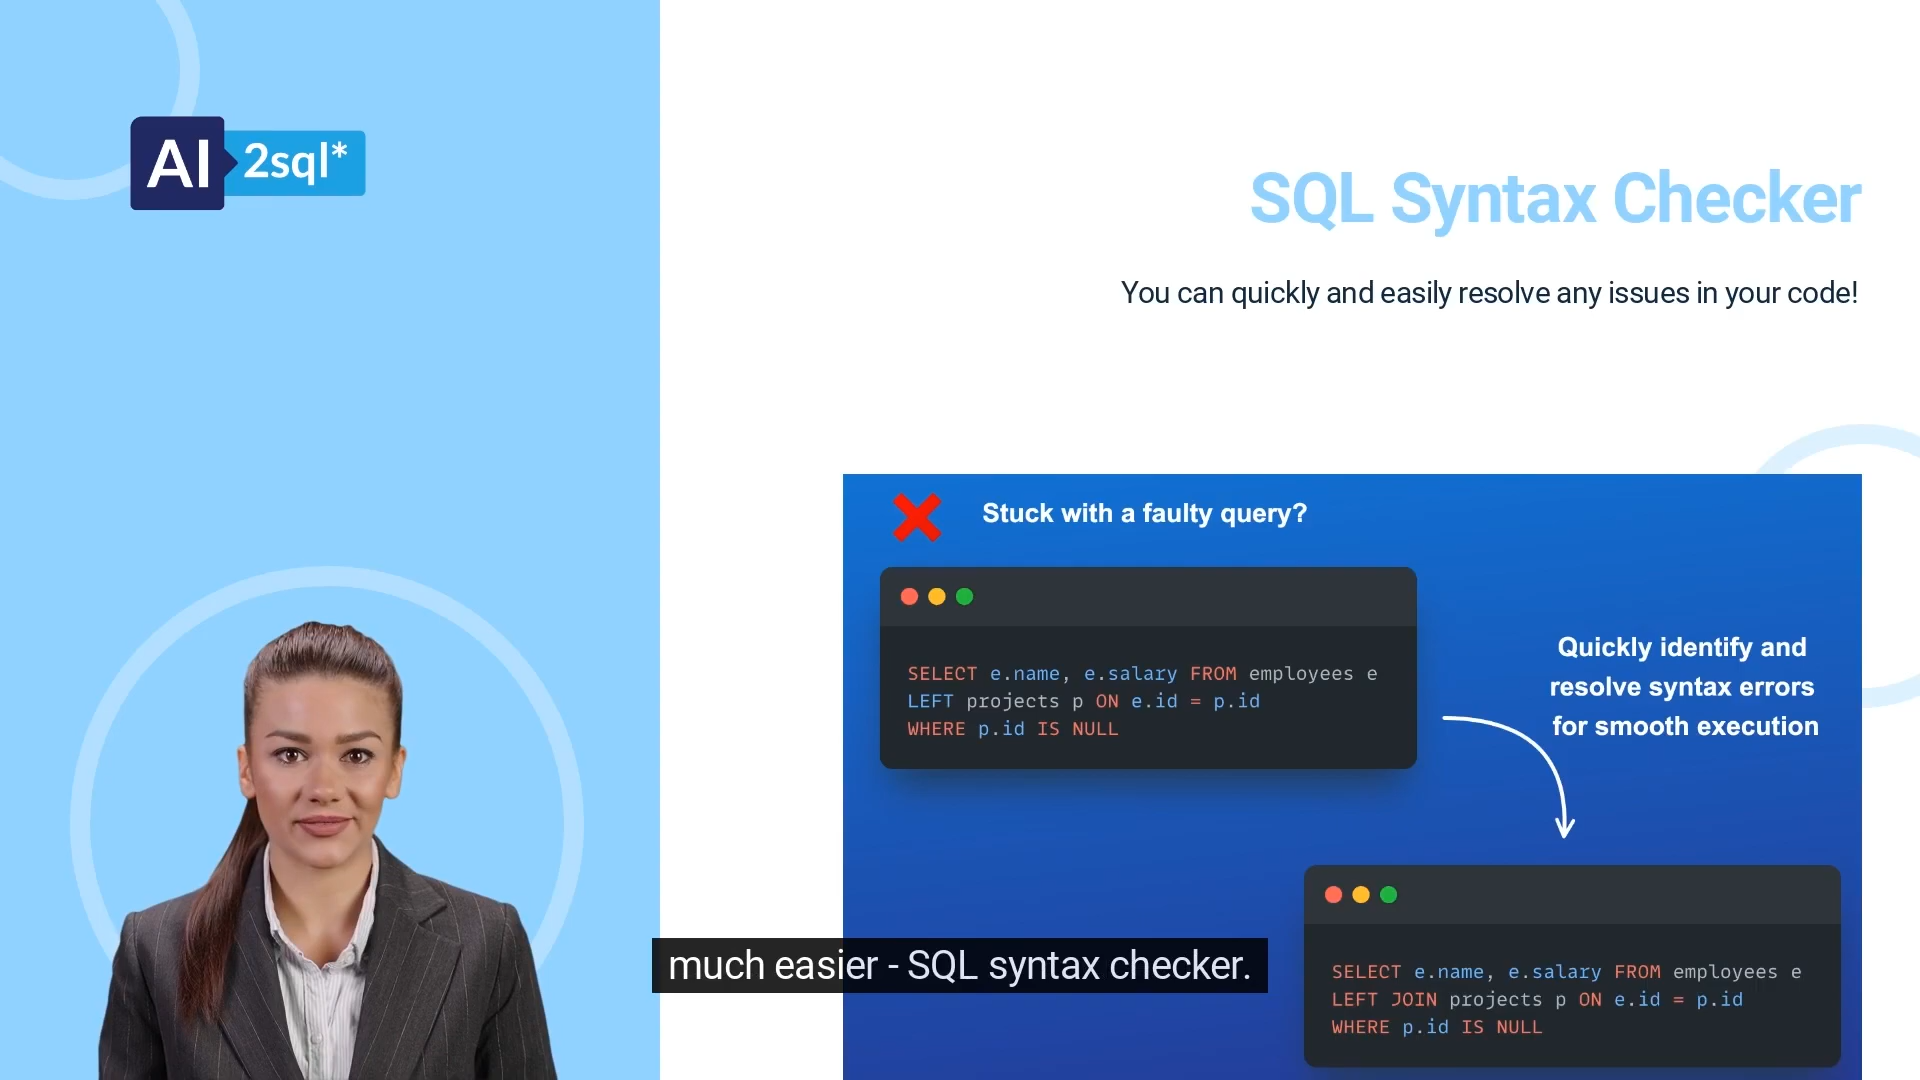 AI 2sql*
SQL Syntax Checker
You can quickly and easily resolve any issues in your code!
Stuck with a faulty query?
SELECT e.name, e.salary FROM employees e
LEFT projects p ON e.id = p.id
WHERE p.id IS NULL
Quickly identify and
resolve syntax errors
for smooth execution
SELECT e.name, e.salary FROM employees e
LEFT JOIN projects p ON e.id = p.id
WHERE p.id IS NULL
much easier - SQL syntax checker.